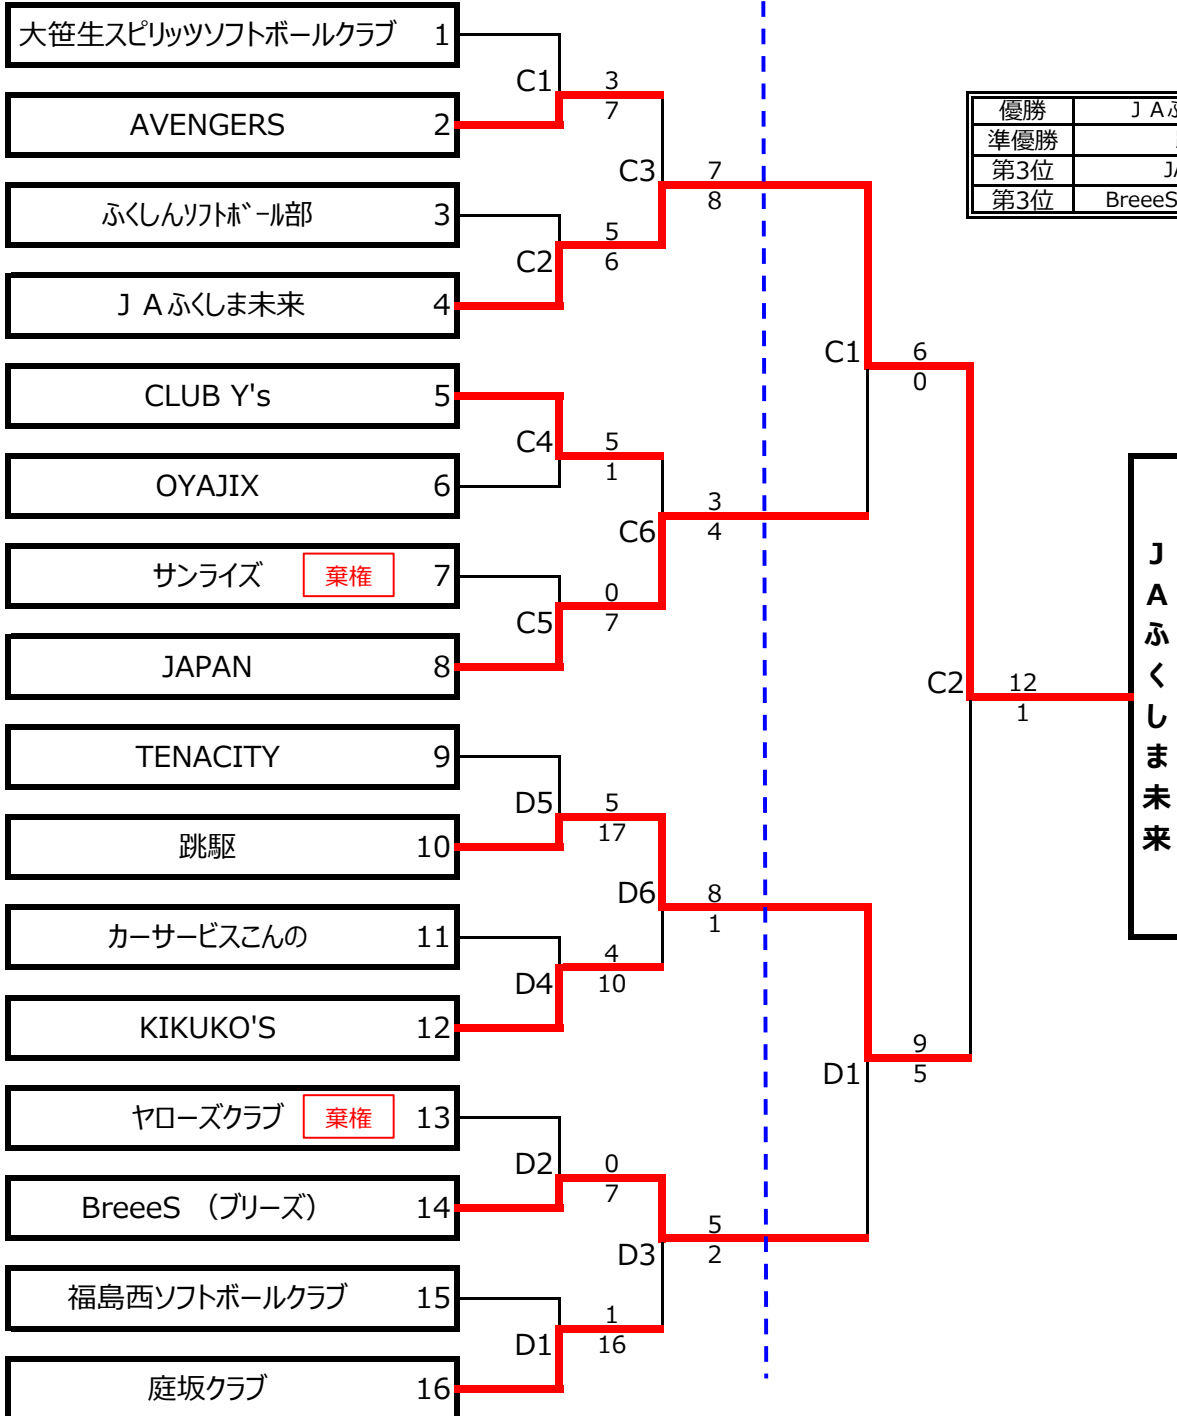 大笹生スピリッツソフトボールクラブ 1
C1
3
7
AVENGERS 2
C3
7
8
ふくしんソフトボール部 3
C2
5
6
JAふくしま未来 4
C1
6
0
CLUB Y's 5
C4
5
1
OYAJIX 6
C6
3
4
サンライズ 棄権 7
C5
0
7
JAPAN 8
C2
12
1
TENACITY 9
D5
5
17
跳駆 10
D6
8
1
カーサービスこんの 11
D4
4
10
KIKUKO'S 12
D1
9
5
ヤローズクラブ 棄権 13
D2
0
7
BreeeS (ブリーズ) 14
D3
5
2
福島西ソフトボールクラブ 15
D1
1
16
庭坂クラブ 16
優勝 JAふ
準優勝
第3位 JA
第3位 BreeeS
JAふくしま未来